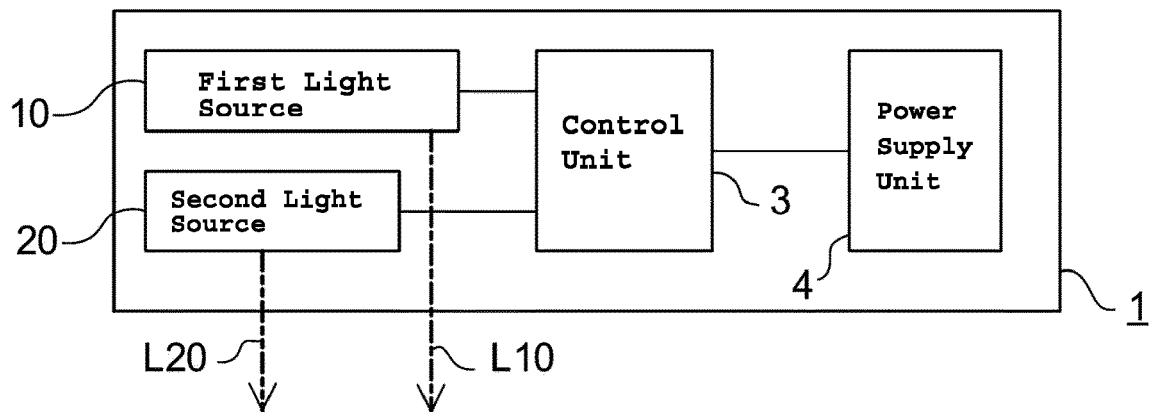 First Light
Source
10
Second Light
Source
20
Control
Unit
3
Power
Supply
Unit
4
1
L20
L10